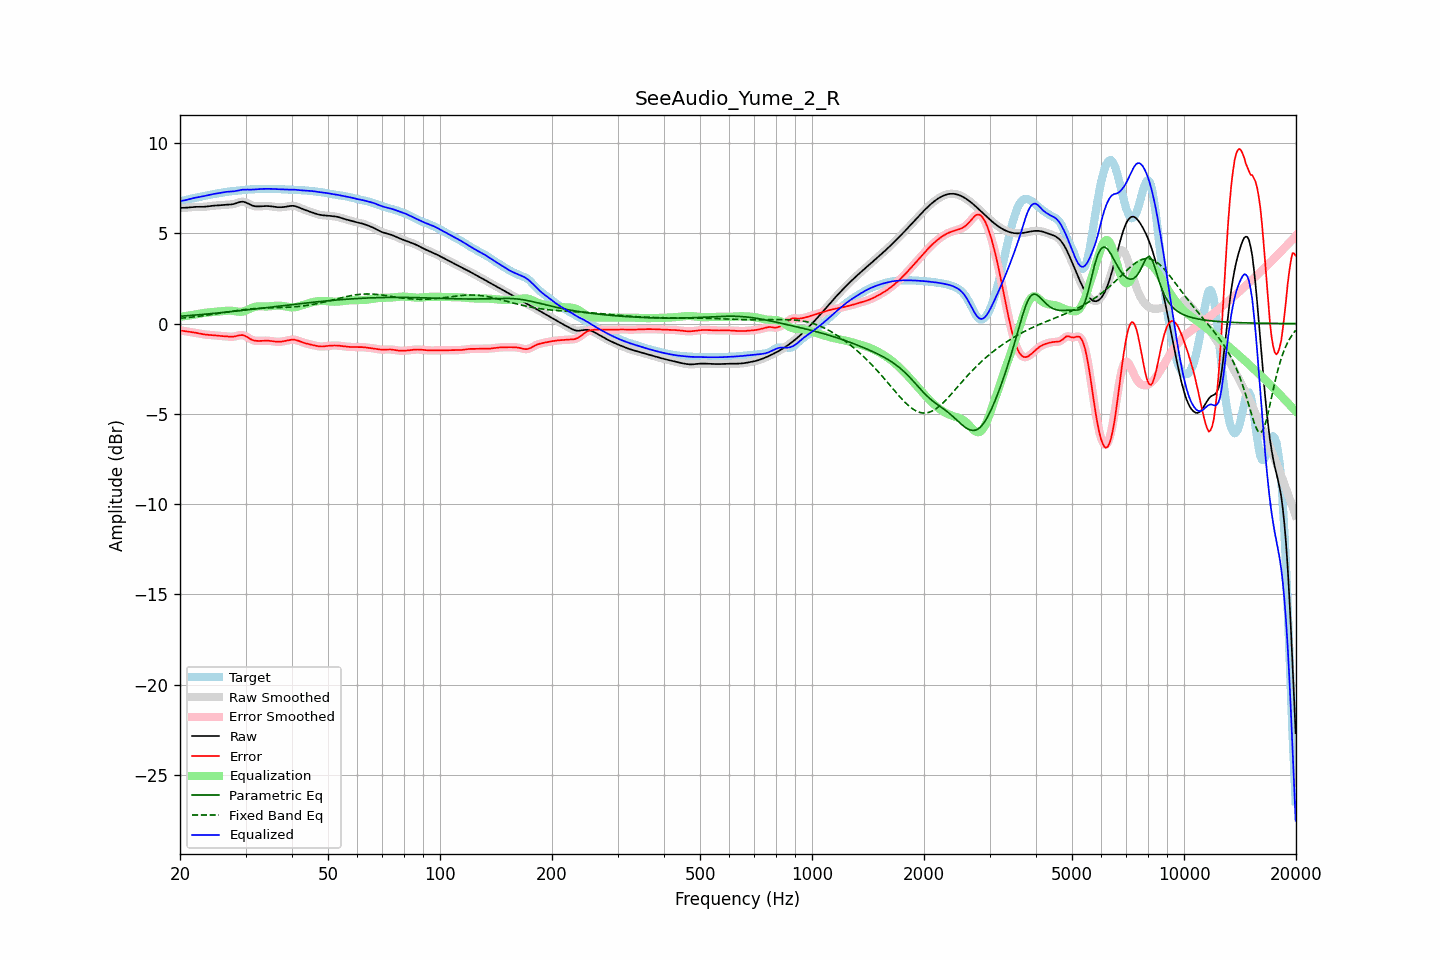 SeeAudio_Yume_2_R
Amplitude (dBr)
10
5
0
−5
−10
−15
−20
−25
Target
Raw Smoothed
Error Smoothed
Raw
Error
Equalization
Parametric Eq
Fixed Band Eq
Equalized
20 50 100 200 500 1000 2000 5000 10000 20000
Frequency (Hz)